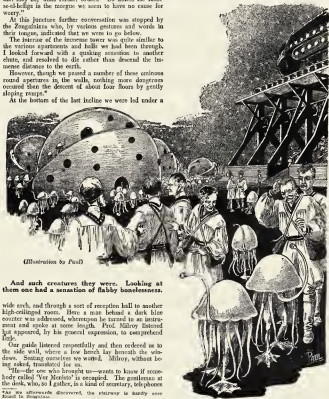 worry."
At this juncture further conversation was stopped by
the Zongainians who, by various gestures and words in
their tongue, indicated that we were to go below.
The interior of the immense tower was quite similar to
the various apartments and halls we had been through.
I looked forward with a quaking sensation to another
chute, and resolved to die rather than descend the im-
mense distance to the earth.
However, though we passed a number of these ominous
round apertures in the walls, nothing more dangerous
occurred than the descent of about four floors by gently
sloping ramps.*
At the bottom of the last incline we were led under a
(Illustration by Paul)
And such creatures they were. Looking at
them one had a sensation of flabby bonelessness.
wide arch, and through a sort of reception hall to another
high-ceilinged room. Here a man behind a dark blue
counter was addressed, whereupon he turned to an instru-
ment and spoke at some length. Prof. Milroy listened
but appeared, by his general expression, to comprehend
little.
Our guide listened respectfully and then ordered us to
the side wall, where a low bench lay beneath the win-
dows. Seating ourselves we waited. Milroy, without be-
ing asked, translated for us.
"He—the one who brought us—wants to know if some-
body called 'Ver Menisto' is occupied. The gentleman at
the desk, who, so I gather, is a kind of secretary, telephones
*As we afterwards discovered, the stairway is hardly ever
found in
PAUL